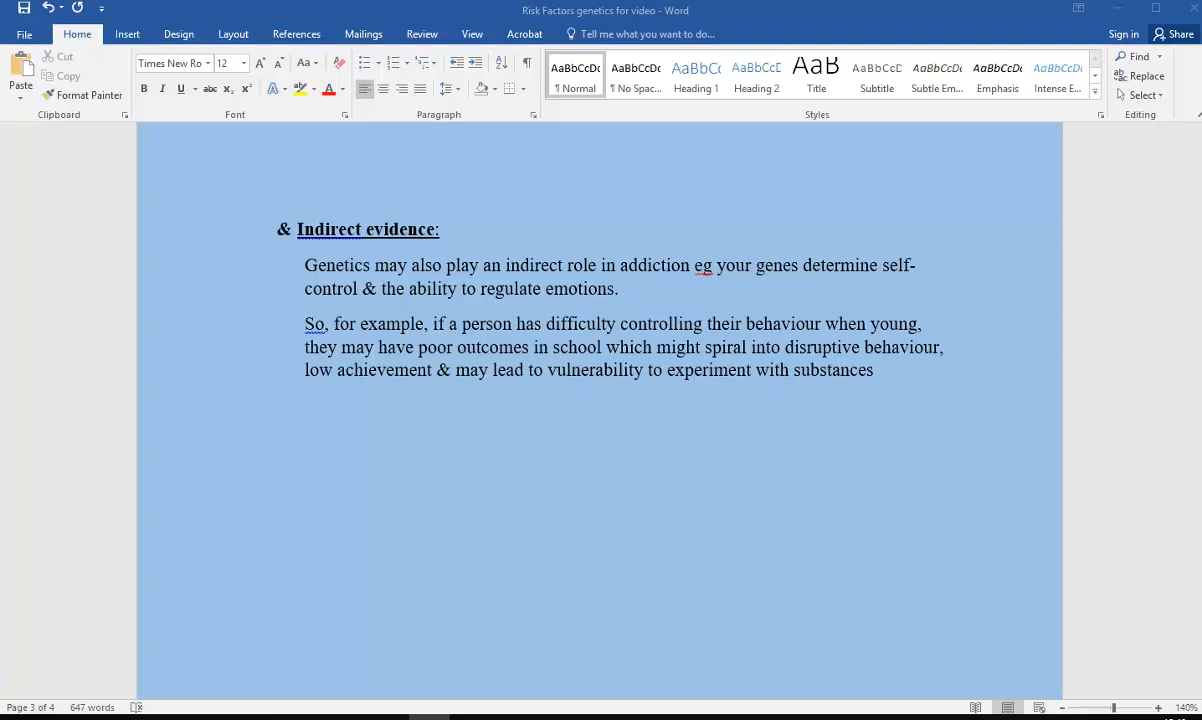 Risk Factors genetics for video - Word
File Home Insert Design Layout References Mailings Review View Acrobat Tell me what you want to do... Sign in Share
Cut
Copy
Format Painter
Paste
Clipboard
Times New Ro 12
Font
Paragraph
AaBbCcDc AaBbCcDc AaBbCc AaBbCcD AaB AaBbCcD AaBbCcDc AaBbCcDc AaBbCcDc
¶ Normal ¶ No Spac... Heading 1 Heading 2 Title Subtitle Subtle Em... Emphasis Intense E...
Styles
Find
Replace
Select
Editing
& Indirect evidence:
Genetics may also play an indirect role in addiction eg your genes determine self-
control & the ability to regulate emotions.
So, for example, if a person has difficulty controlling their behaviour when young,
they may have poor outcomes in school which might spiral into disruptive behaviour,
low achievement & may lead to vulnerability to experiment with substances
Page 3 of 4 647 words 140%